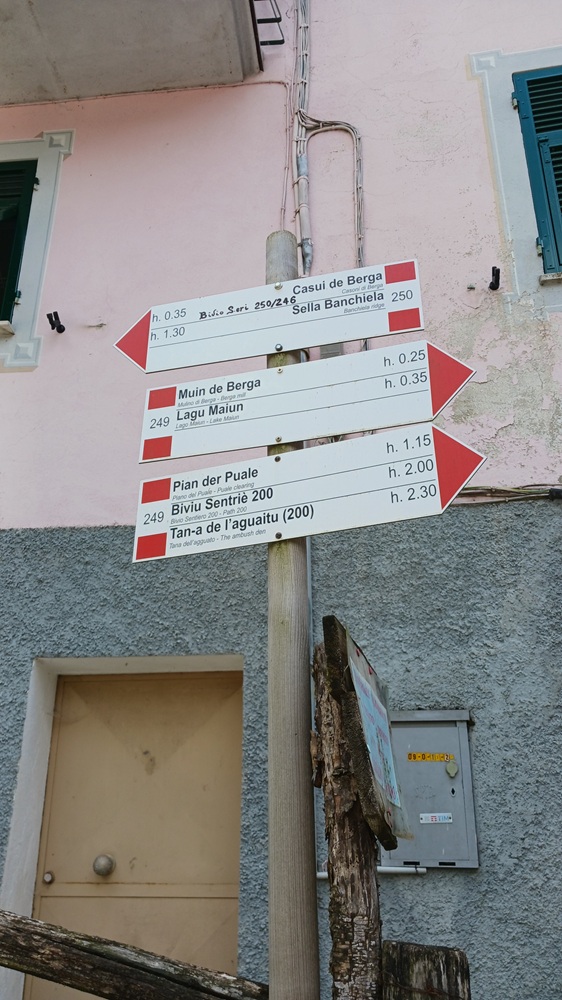 Casui de Berga
Casoni di Berga
h. 0.35
Bivio Seri 250/246
Sella Banchiela
Banchiela ridge
250
h. 1.30
Muin de Berga
h. 0.25
Mulino di Berga - Berga mill
249
Lagu Maiun
h. 0.35
Lago Maiun - Lake Maiun
Pian der Puale
h. 1.15
Piano del Puale - Puale clearing
249
Biviu Sentriè 200
h. 2.00
Bivio Sentiero 200 - Path 200
Tan-a de l'aguaitu (200)
h. 2.30
Tana dell'agguato - The ambush den
TIM